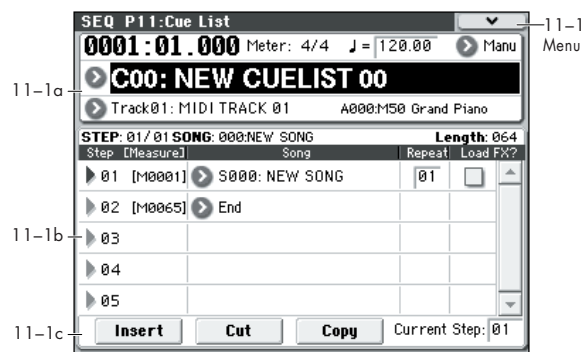 SEQ P11:Cue List
11–1
Menu
0001:01.000 Meter: 4/4 ♩= 120.00 Manu
11–1a
C00: NEW CUELIST 00
Track01: MIDI TRACK 01 A000:M50 Grand Piano
STEP: 01/01 SONG: 000:NEW SONG Length: 064
Step [Measure] Song Repeat Load FX?
01 [M0001] S000: NEW SONG 01
02 [M0065] End
11–1b
03
04
05
11–1c
Insert Cut Copy Current Step: 01